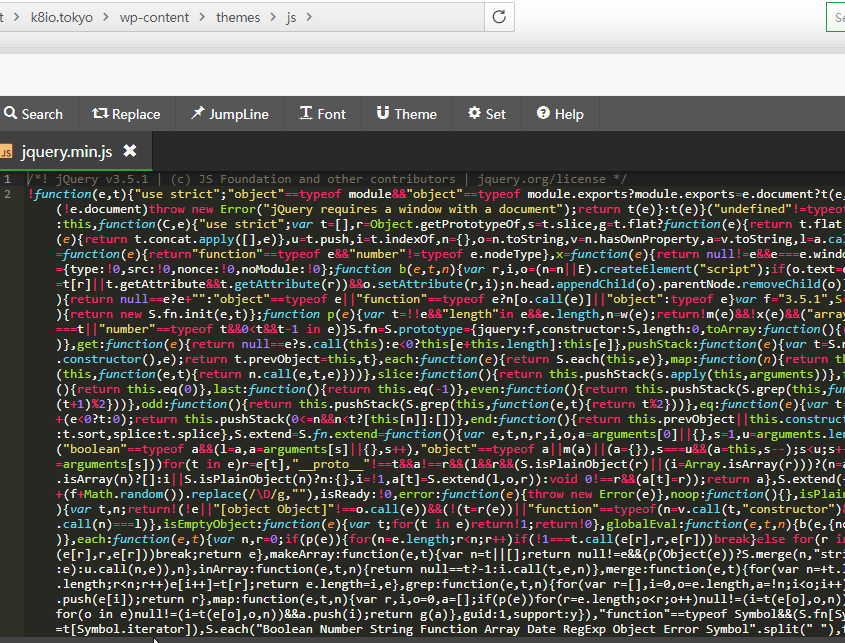 t > k8io.tokyo > wp-content > themes > js >
Se
Search Replace JumpLine Font Theme Set Help
JS jquery.min.js ✖
1 /*! jQuery v3.5.1 | (c) JS Foundation and other contributors | jquery.org/license */
2 !function(e,t){"use strict";"object"==typeof module&&"object"==typeof module.exports?module.exports=e.document?t(e,
(!e.document)throw new Error("jQuery requires a window with a document");return t(e)}:t(e)}("undefined"!=typeo
:this,function(C,e){"use strict";var t=[],r=Object.getPrototypeOf,s=t.slice,g=t.flat?function(e){return t.flat
(e){return t.concat.apply([],e)},u=t.push,i=t.indexOf,n={},o=n.toString,v=n.hasOwnProperty,a=v.toString,l=a.cal
=function(e){return"function"==typeof e&&"number"!=typeof e.nodeType},x=function(e){return null!=e&&e===e.windo
={type:!0,src:!0,nonce:!0,noModule:!0};function b(e,t,n){var r,i,o=(n=n||E).createElement("script");if(o.text=e
=t[r]||t.getAttribute&&t.getAttribute(r))&&o.setAttribute(r,i);n.head.appendChild(o).parentNode.removeChild(o)}
){return null==e?e+"":"object"==typeof e||"function"==typeof e?n[o.call(e)]||"object":typeof e}var f="3.5.1",S=
){return new S.fn.init(e,t)};function p(e){var t=!!e&&"length"in e&&e.length,n=w(e);return!m(e)&&!x(e)&&("array
===t||"number"==typeof t&&0<t&&t-1 in e)}S.fn=S.prototype={jquery:f,constructor:S,length:0,toArray:function(){r
)},get:function(e){return null==e?s.call(this):e<0?this[e+this.length]:this[e]},pushStack:function(e){var t=S.m
.constructor(),e);return t.prevObject=this,t},each:function(e){return S.each(this,e)},map:function(n){return th
(this,function(e,t){return n.call(e,t,e)}))},slice:function(){return this.pushStack(s.apply(this,arguments))},f
(){return this.eq(0)},last:function(){return this.eq(-1)},even:function(){return this.pushStack(S.grep(this,fun
(t+1)%2}))},odd:function(){return this.pushStack(S.grep(this,function(e,t){return t%2}))},eq:function(e){var t=
+(e<0?t:0);return this.pushStack(0<=n&&n<t?[this[n]]:[])},end:function(){return this.prevObject||this.construct
:t.sort,splice:t.splice},S.extend=S.fn.extend=function(){var e,t,n,r,i,o,a=arguments[0]||{},s=1,u=arguments.len
("boolean"==typeof a&&(l=a,a=arguments[s]||{},s++),"object"==typeof a||m(a)||(a={}),s===u&&(a=this,s--);s<u;s++
=arguments[s]))for(t in e)r=e[t],"__proto__"!==t&&a!==r&&(l&&r&&(S.isPlainObject(r)||(i=Array.isArray(r)))?(n=a
.isArray(n)?[]:i||S.isPlainObject(n)?n:{},i=!1,a[t]=S.extend(l,o,r)):void 0!==r&&(a[t]=r));return a},S.extend(
+(f+Math.random()).replace(/\D/g,""),isReady:!0,error:function(e){throw new Error(e)},noop:function(){},isPlain
){var t,n;return!(!e||"[object Object]"!==o.call(e))&&(!(t=r(e))||"function"==typeof(n=v.call(t,"constructor")&
.call(n)===l)},isEmptyObject:function(e){var t;for(t in e)return!1;return!0},globalEval:function(e,t,n){b(e,{no
)},each:function(e,t){var n,r=0;if(p(e)){for(n=e.length;r<n;r++)if(!1===t.call(e[r],r,e[r]))break}else for(r in
(e[r],r,e[r]))break;return e},makeArray:function(e,t){var n=t||[];return null!=e&&(p(Object(e))?S.merge(n,"stri
:e):u.call(n,e)),n},inArray:function(e,t,n){return null==t?-1:i.call(t,e,n)},merge:function(e,t){for(var n=+t.l
.length;r<n;r++)e[i++]=t[r];return e.length=i,e},grep:function(e,t,n){for(var r=[],i=0,o=e.length,a=!n;i<o;i++)
.push(e[i]);return r},map:function(e,t,n){var r,i,o=0,a=[];if(p(e))for(r=e.length;o<r;o++)null!=(i=t(e[o],o,n))
for(o in e)null!=(i=t(e[o],o,n))&&a.push(i);return g(a)},guid:1,support:y}),"function"==typeof Symbol&&(S.fn[Sy
=t[Symbol.iterator]),S.each("Boolean Number String Function Array Date RegExp Object Error Symbol".split(" "),f